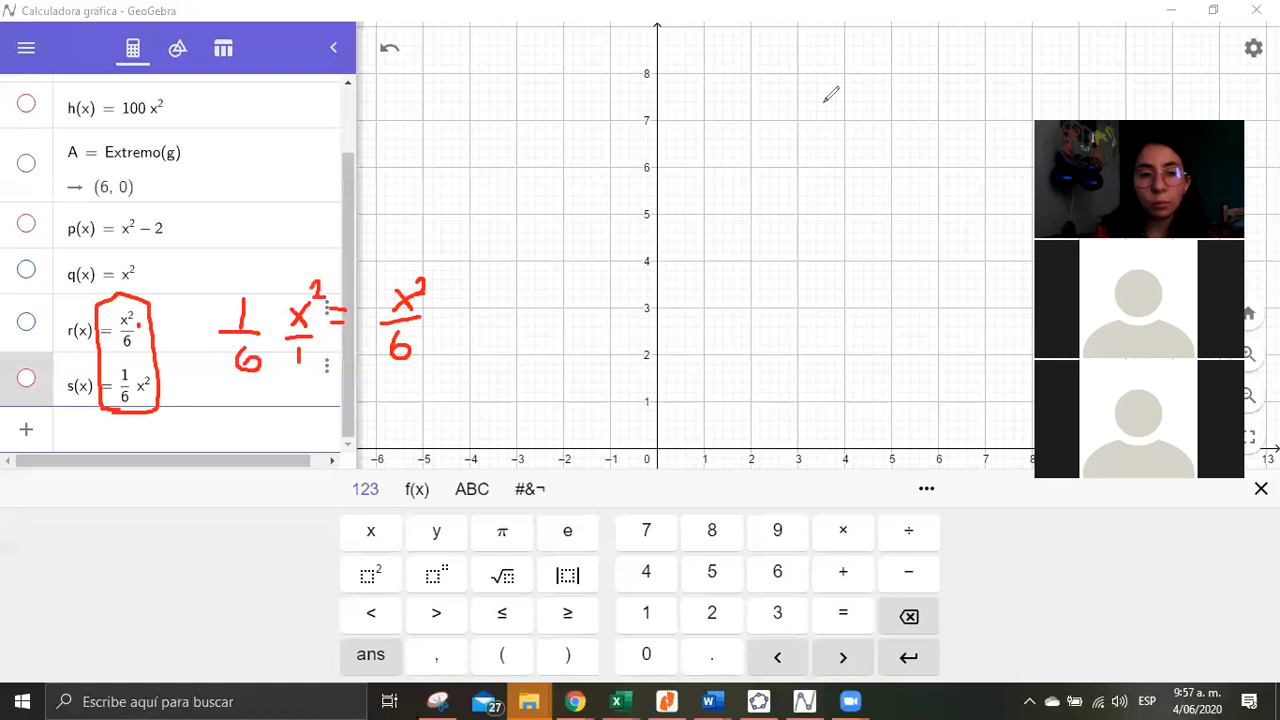 Calculadora gráfica - GeoGebra
h(x) = 100 x²
A = Extremo(g)
→ (6, 0)
p(x) = x² − 2
q(x) = x²
r(x) = x²/6
s(x) = 1/6 x²
1/6 x²/1 = x²/6
8
7
6
5
4
3
2
1
−6 −5 −4 −3 −2 −1 0 1 2 3 4 5 6 7 8 13
123 f(x) ABC #&¬ •••
x y π e 7 8 9 × ÷
√ 4 5 6 + −
< > ≤ ≥ 1 2 3 =
ans , ( ) 0 . < >
Escribe aquí para buscar
27
ESP
9:57 a. m.
4/06/2020